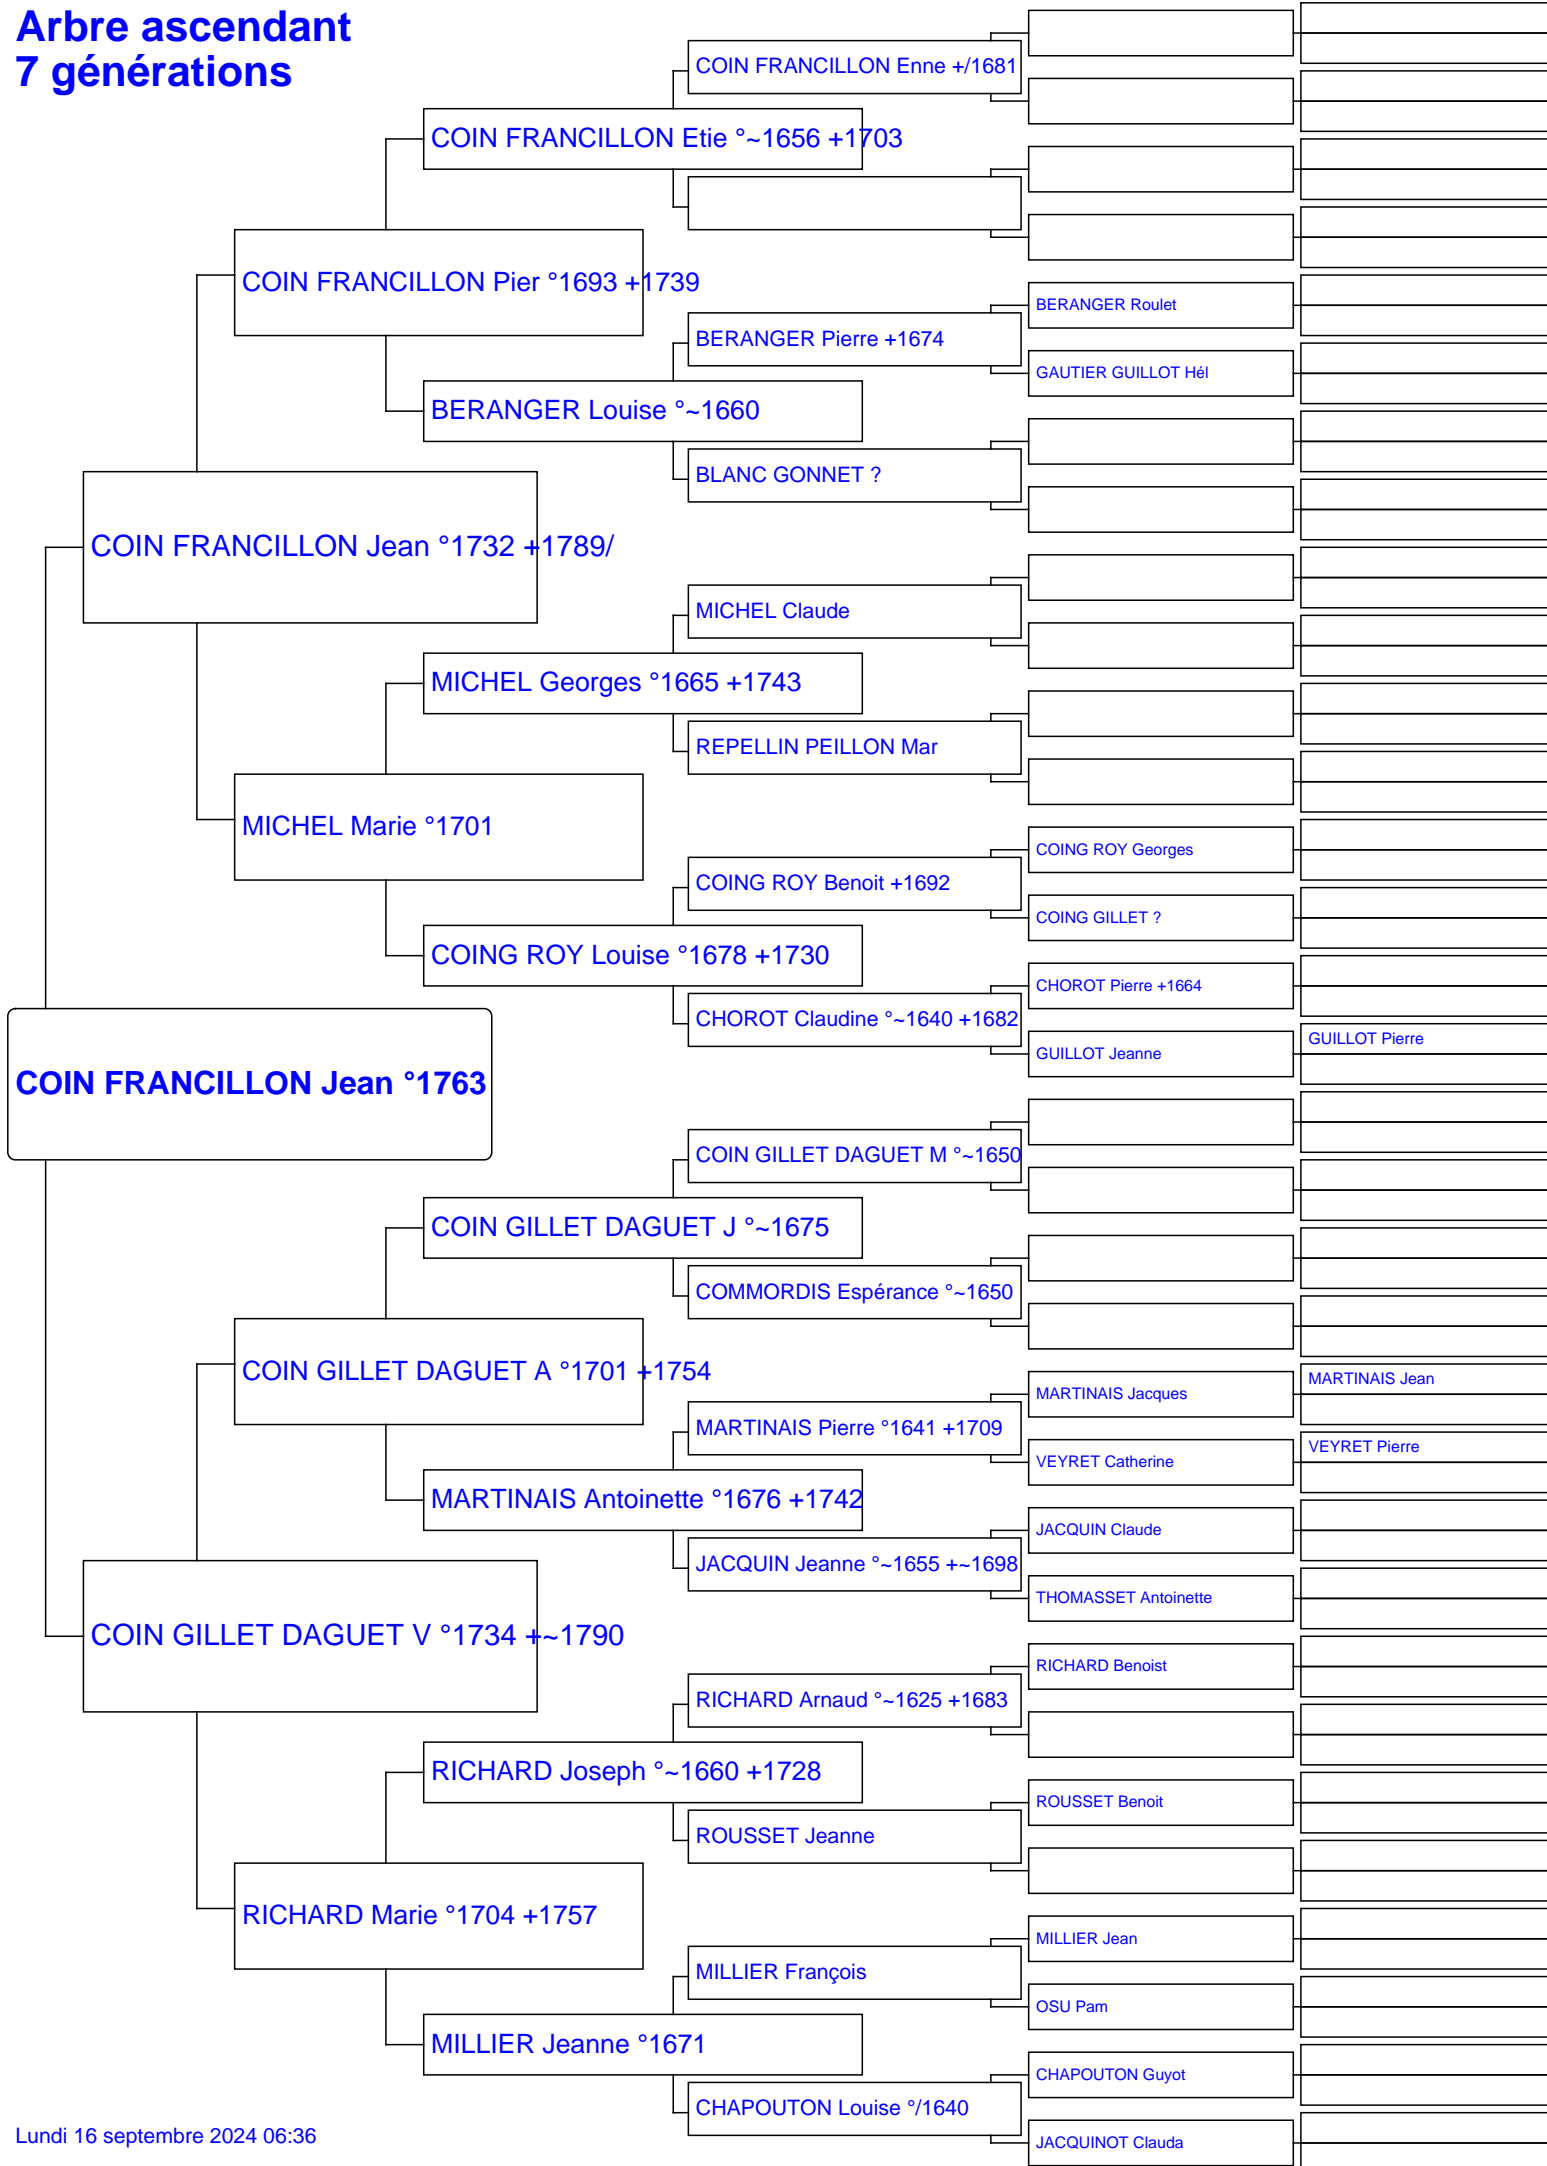 Arbre ascendant
7 générations
COIN FRANCILLON Enne +/1681
COIN FRANCILLON Etie °~1656 +1703
COIN FRANCILLON Pier °1693 +1739
BERANGER Roulet
BERANGER Pierre +1674
GAUTIER GUILLOT Hél
BERANGER Louise °~1660
BLANC GONNET ?
COIN FRANCILLON Jean °1732 +1789/
MICHEL Claude
MICHEL Georges °1665 +1743
REPELLIN PEILLON Mar
MICHEL Marie °1701
COING ROY Georges
COING ROY Benoit +1692
COING GILLET ?
COING ROY Louise °1678 +1730
CHOROT Pierre +1664
CHOROT Claudine °~1640 +1682
GUILLOT Pierre
GUILLOT Jeanne
COIN FRANCILLON Jean °1763
COIN GILLET DAGUET M °~1650
COIN GILLET DAGUET J °~1675
COMMORDIS Espérance °~1650
COIN GILLET DAGUET A °1701 +1754
MARTINAIS Jean
MARTINAIS Jacques
MARTINAIS Pierre °1641 +1709
VEYRET Pierre
VEYRET Catherine
MARTINAIS Antoinette °1676 +1742
JACQUIN Claude
JACQUIN Jeanne °~1655 +~1698
THOMASSET Antoinette
COIN GILLET DAGUET V °1734 +~1790
RICHARD Benoist
RICHARD Arnaud °~1625 +1683
RICHARD Joseph °~1660 +1728
ROUSSET Benoit
ROUSSET Jeanne
RICHARD Marie °1704 +1757
MILLIER Jean
MILLIER François
OSU Pam
MILLIER Jeanne °1671
CHAPOUTON Guyot
CHAPOUTON Louise °/1640
JACQUINOT Clauda
Lundi 16 septembre 2024 06:36